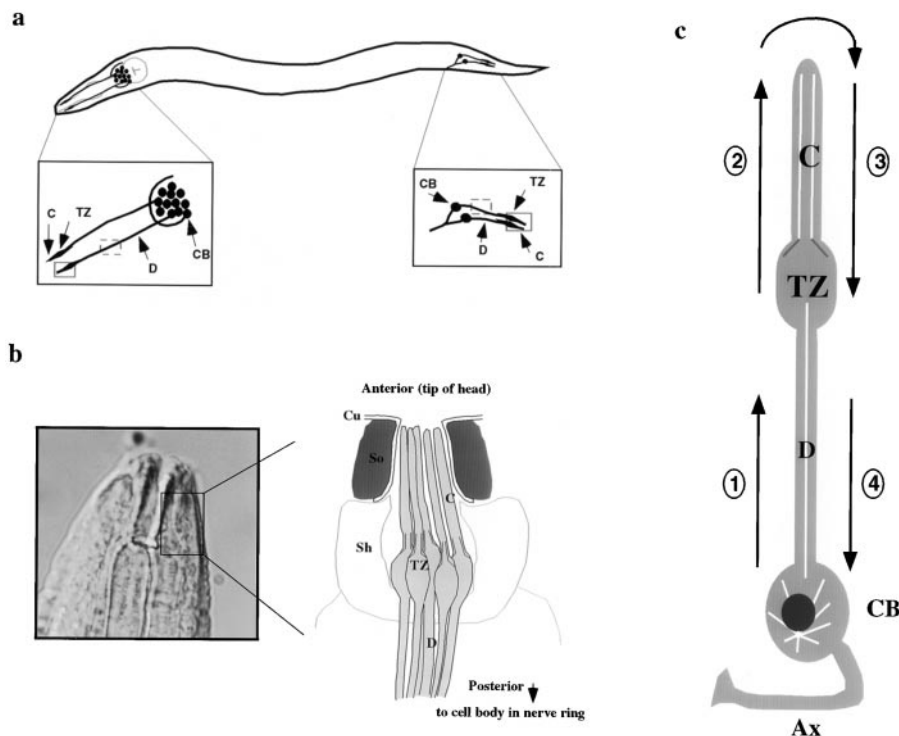 a
C
TZ
CB
D
CB
TZ
D
C
b
Anterior (tip of head)
Cu
So
C
Sh
TZ
D
Posterior
to cell body in nerve ring
c
2
C
3
TZ
1
D
4
CB
Ax